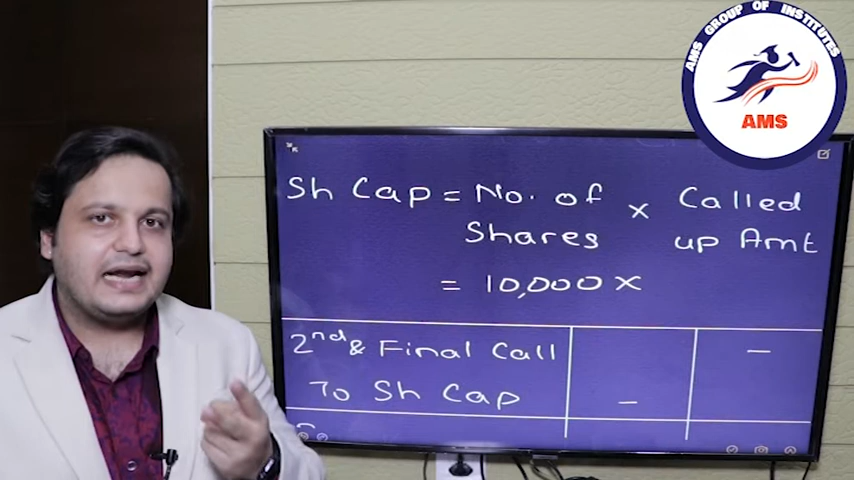 AMS GROUP OF INSTITUTES
AMS
Sh Cap = No. of Shares × Called up Amt
= 10,000 ×
2nd & Final Call — 
To Sh Cap —